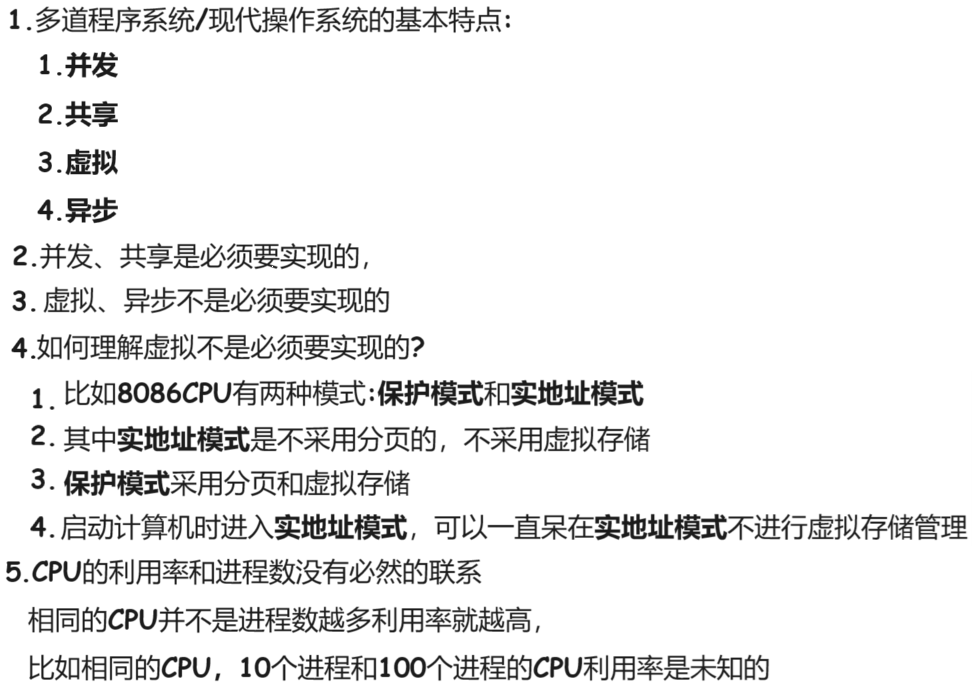 1.多道程序系统/现代操作系统的基本特点:
1.并发
2.共享
3.虚拟
4.异步
2.并发、共享是必须要实现的,
3.虚拟、异步不是必须要实现的
4.如何理解虚拟不是必须要实现的?
1.比如8086CPU有两种模式:保护模式和实地址模式
2.其中实地址模式是不采用分页的，不采用虚拟存储
3.保护模式采用分页和虚拟存储
4.启动计算机时进入实地址模式，可以一直呆在实地址模式不进行虚拟存储管理
5.CPU的利用率和进程数没有必然的联系
相同的CPU并不是进程数越多利用率就越高,
比如相同的CPU，10个进程和100个进程的CPU利用率是未知的